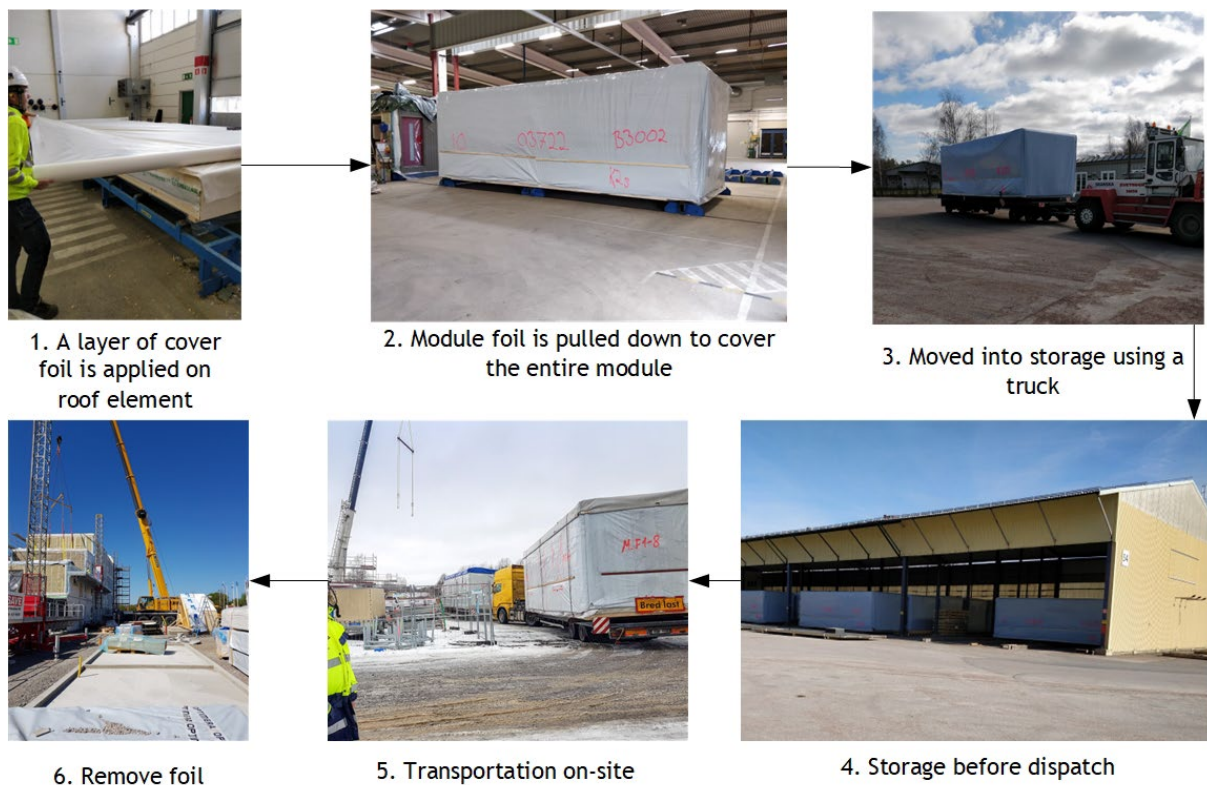 03722
B3002
1. A layer of cover
foil is applied on
roof element
2. Module foil is pulled down to cover
the entire module
3. Moved into storage using a
truck
M.F1-8
Bred last
6. Remove foil
5. Transportation on-site
4. Storage before dispatch